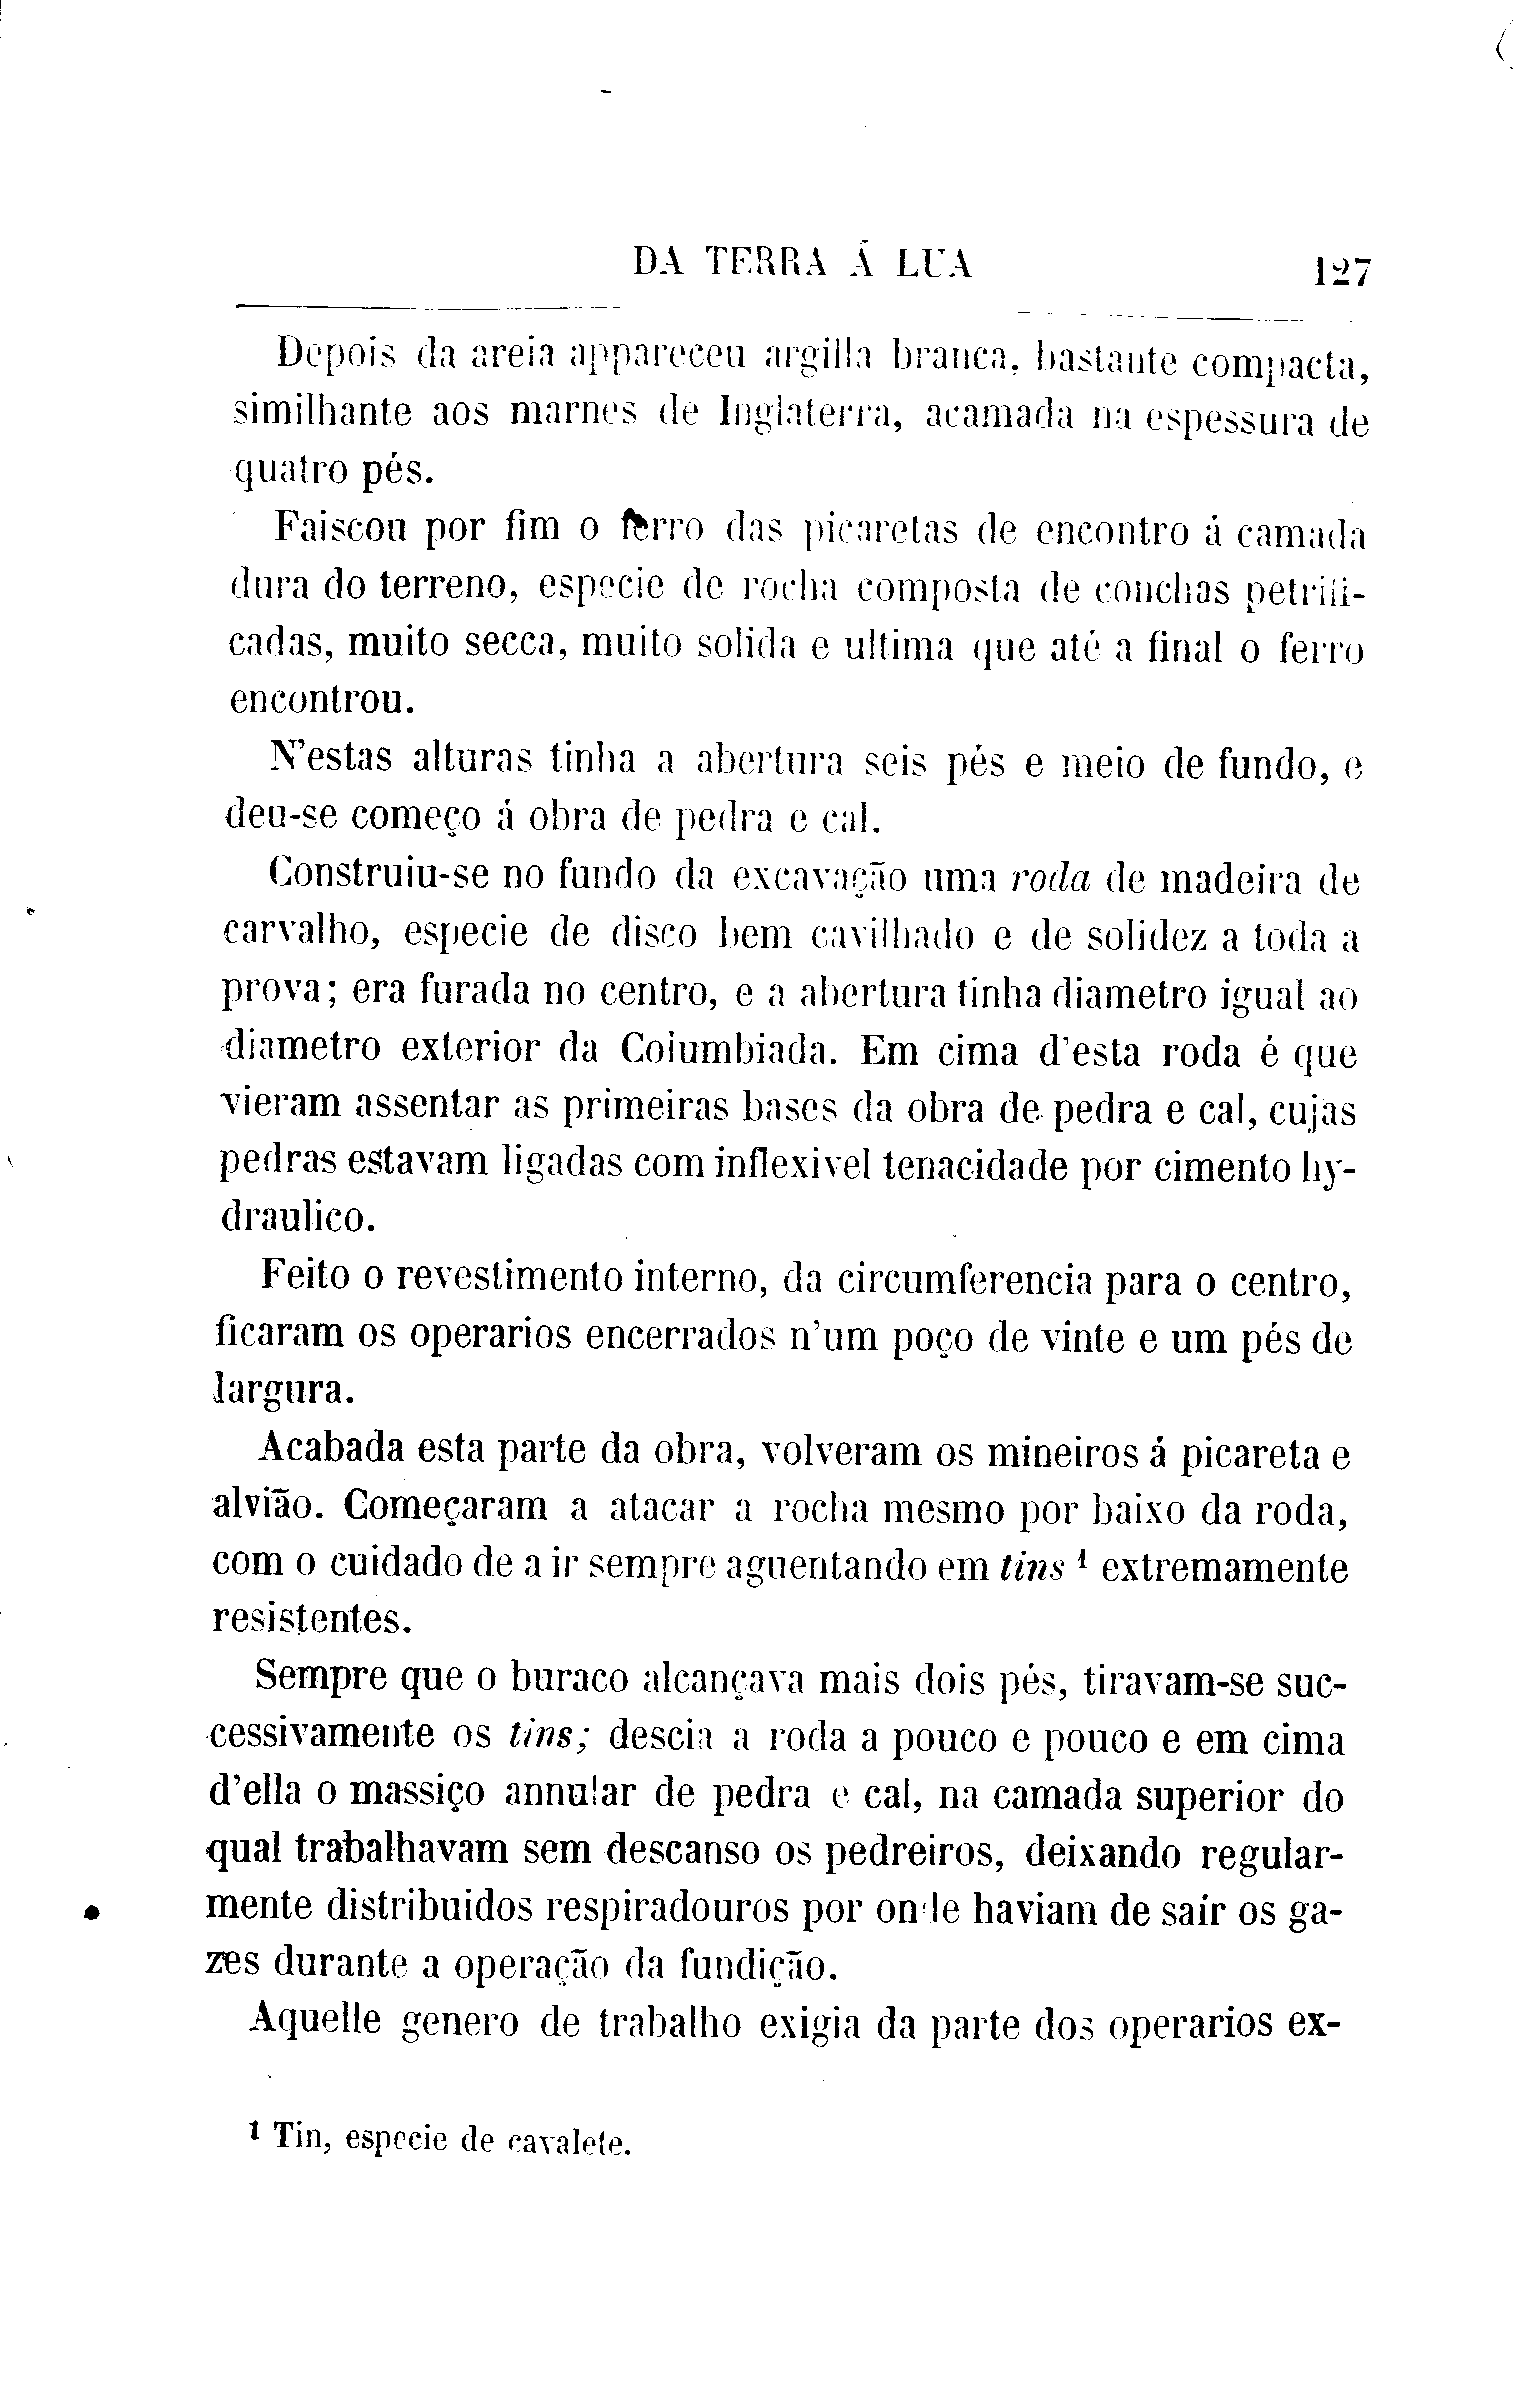 DA TERRA Á LUA 127
Depois da areia appareceu argilla branca, bastante compacta,
similhante aos marnes de Inglaterra, acamada na espessura de
quatro pés.
Faiscou por fim o ferro das picaretas de encontro á camada
dura do terreno, especie de rocha composta de conchas petrifi-
cadas, muito secca, muito solida e ultima que até a final o ferro
encontrou.
N'estas alturas tinha a abertura seis pés e meio de fundo, e
deu-se começo á obra de pedra e cal.
Construiu-se no fundo da excavação uma roda de madeira de
carvalho, especie de disco bem cavilhado e de solidez a toda a
prova; era furada no centro, e a abertura tinha diametro igual ao
diametro exterior da Columbiada. Em cima d'esta roda é que
vieram assentar as primeiras bases da obra de pedra e cal, cujas
pedras estavam ligadas com inflexivel tenacidade por cimento hy-
draulico.
Feito o revestimento interno, da circumferencia para o centro,
ficaram os operarios encerrados n'um poço de vinte e um pés de
largura.
Acabada esta parte da obra, volveram os mineiros á picareta e
alvião. Começaram a atacar a rocha mesmo por baixo da roda,
com o cuidado de a ir sempre aguentando em tins ¹ extremamente
resistentes.
Sempre que o buraco alcançava mais dois pés, tiravam-se suc-
cessivamente os tins; descia a roda a pouco e pouco e em cima
d'ella o massiço annular de pedra e cal, na camada superior do
qual trabalhavam sem descanso os pedreiros, deixando regular-
mente distribuidos respiradouros por onde haviam de sair os ga-
zes durante a operação da fundição.
Aquelle genero de trabalho exigia da parte dos operarios ex-
¹ Tin, especie de cavalete.